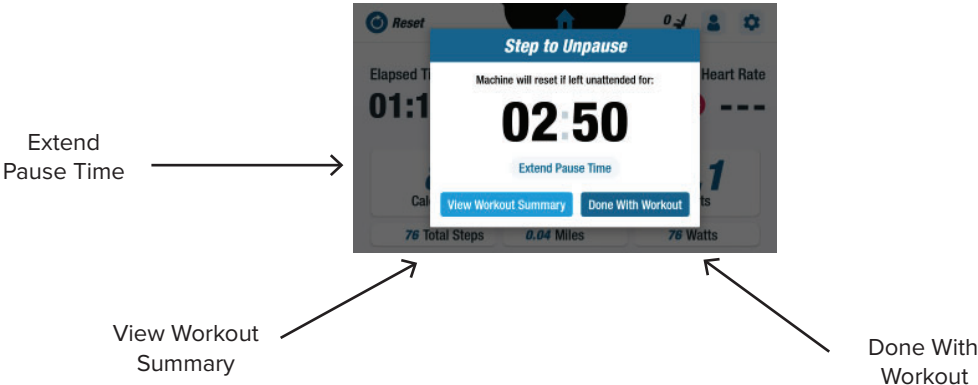 Reset
0
Step to Unpause
Elapsed Ti
Machine will reset if left unattended for:
Heart Rate
01:1
02:50
---
Extend
Pause Time
Extend Pause Time
.1
Cal
View Workout Summary
Done With Workout
ts
76 Total Steps
0.04 Miles
76 Watts
View Workout
Summary
Done With
Workout